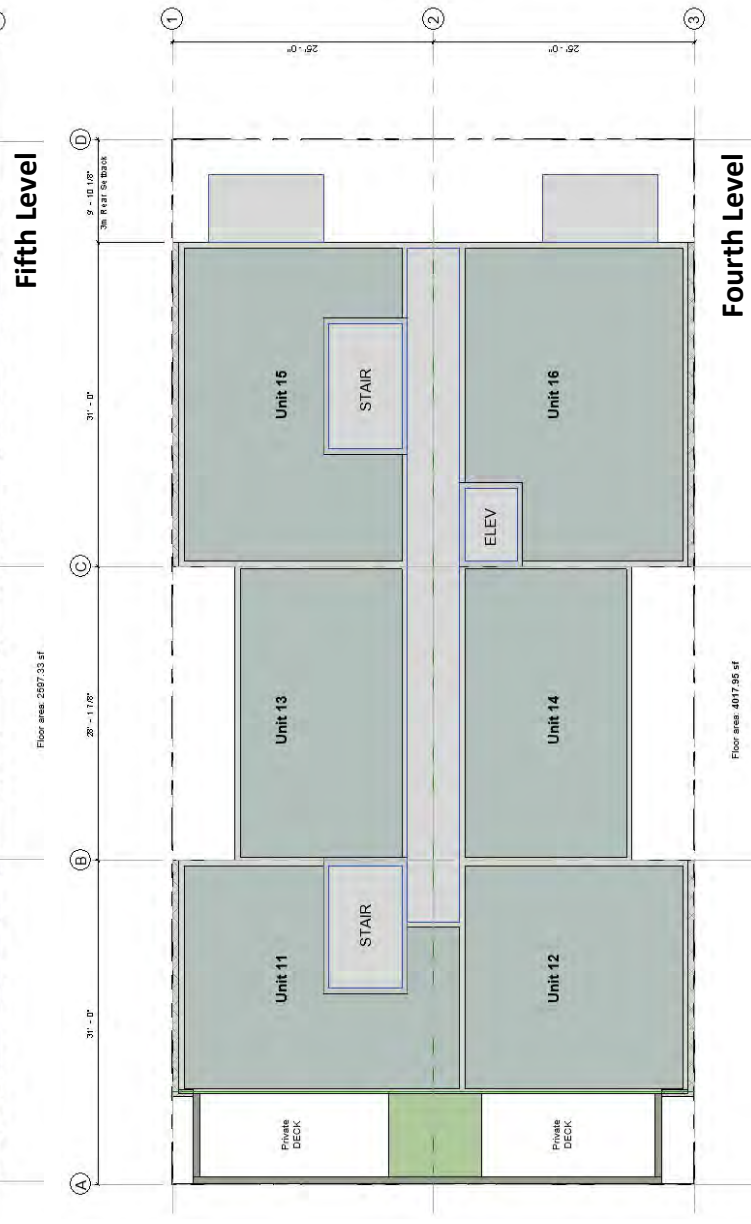 Fifth Level
Floor area: 2597.33 sf
A
B
C
D
31' - 0"
28' - 1 7/8"
31' - 0"
9' - 10 1/8"
3m Rear Setback
1
Unit 11
Unit 13
Unit 15
Private
DECK
STAIR
STAIR
25' - 0"
2
ELEV
25' - 0"
Private
DECK
Unit 12
Unit 14
Unit 16
3
Fourth Level
Floor area: 4017.95 sf